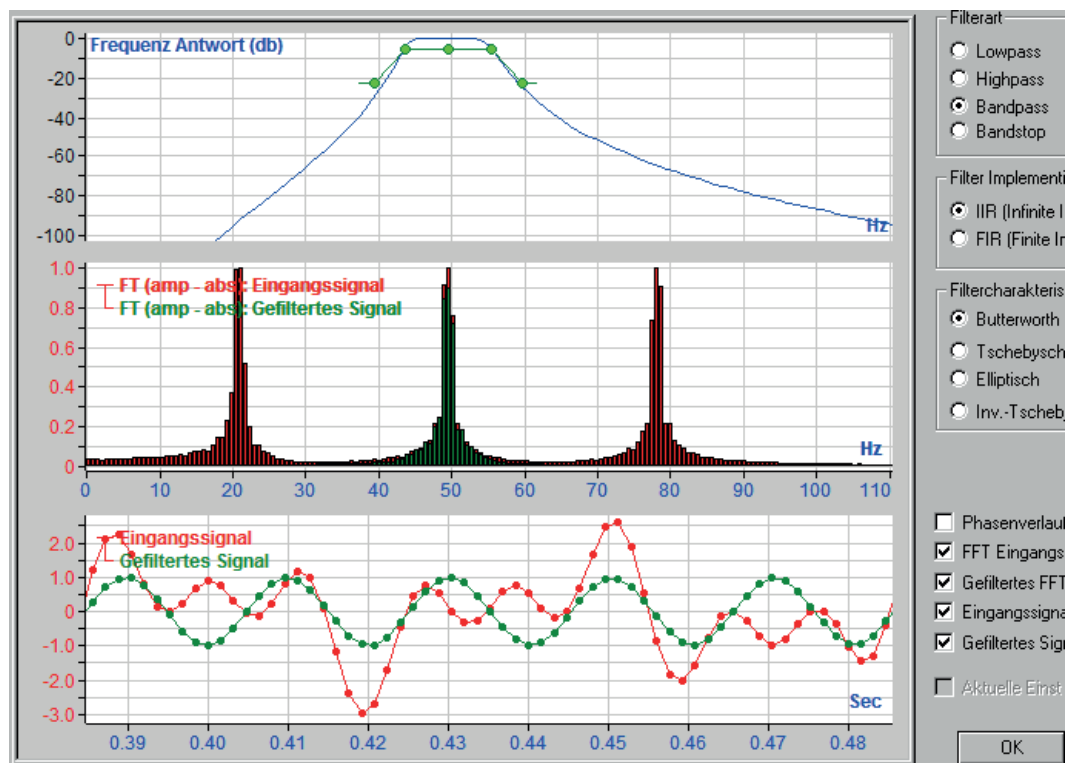 Frequenz Antwort (db)
0
-20
-40
-60
-80
-100
Hz
FT (amp - abs): Eingangssignal
FT (amp - abs): Gefiltertes Signal
1.0
0.8
0.6
0.4
0.2
0
Hz
0 10 20 30 40 50 60 70 80 90 100 110
Eingangssignal
Gefiltertes Signal
2.0
1.0
0
-1.0
-2.0
-3.0
Sec
0.39 0.40 0.41 0.42 0.43 0.44 0.45 0.46 0.47 0.48
Filterart
Lowpass
Highpass
Bandpass
Bandstop
Filter Implementi
IIR (Infinite I
FIR (Finite Im
Filtercharakteris
Butterworth
Tschebysch
Elliptisch
Inv.-Tscheb
Phasenverlauf
FFT Eingangs
Gefiltertes FFT
Eingangssigna
Gefiltertes Sign
Aktuelle Einst
OK